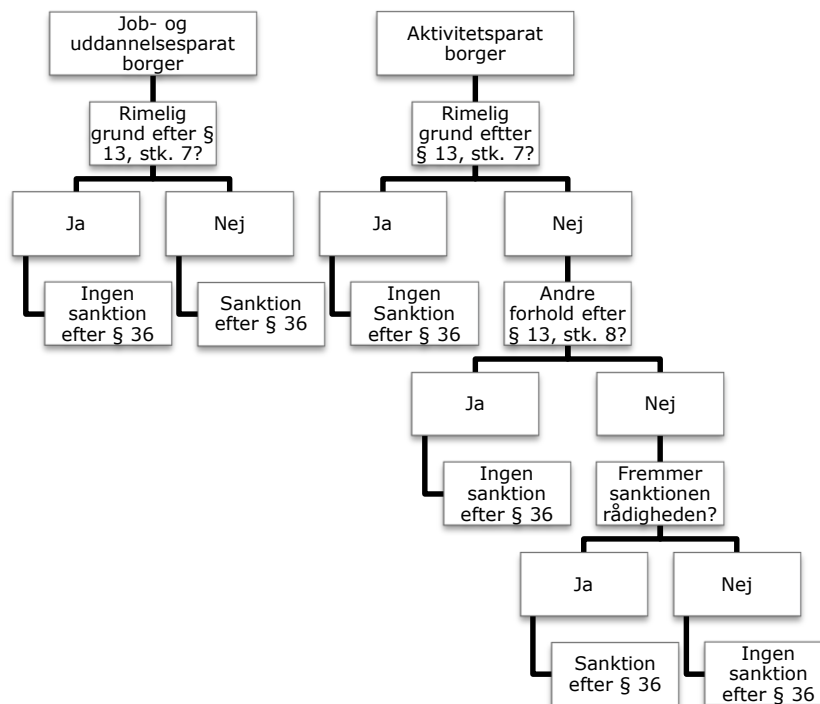 Job- og
uddannelsesparat
borger
Rimelig
grund efter §
13, stk. 7?
Ja
Ingen
sanktion
efter § 36
Nej
Sanktion
efter § 36
Aktivitetsparat
borger
Rimelig
grund eftter
§ 13, stk. 7?
Ja
Ingen
Sanktion
efter § 36
Nej
Andre
forhold efter
§ 13, stk. 8?
Ja
Ingen
sanktion
efter § 36
Nej
Fremmer
sanktionen
rådigheden?
Ja
Sanktion
efter § 36
Nej
Ingen
sanktion
efter § 36